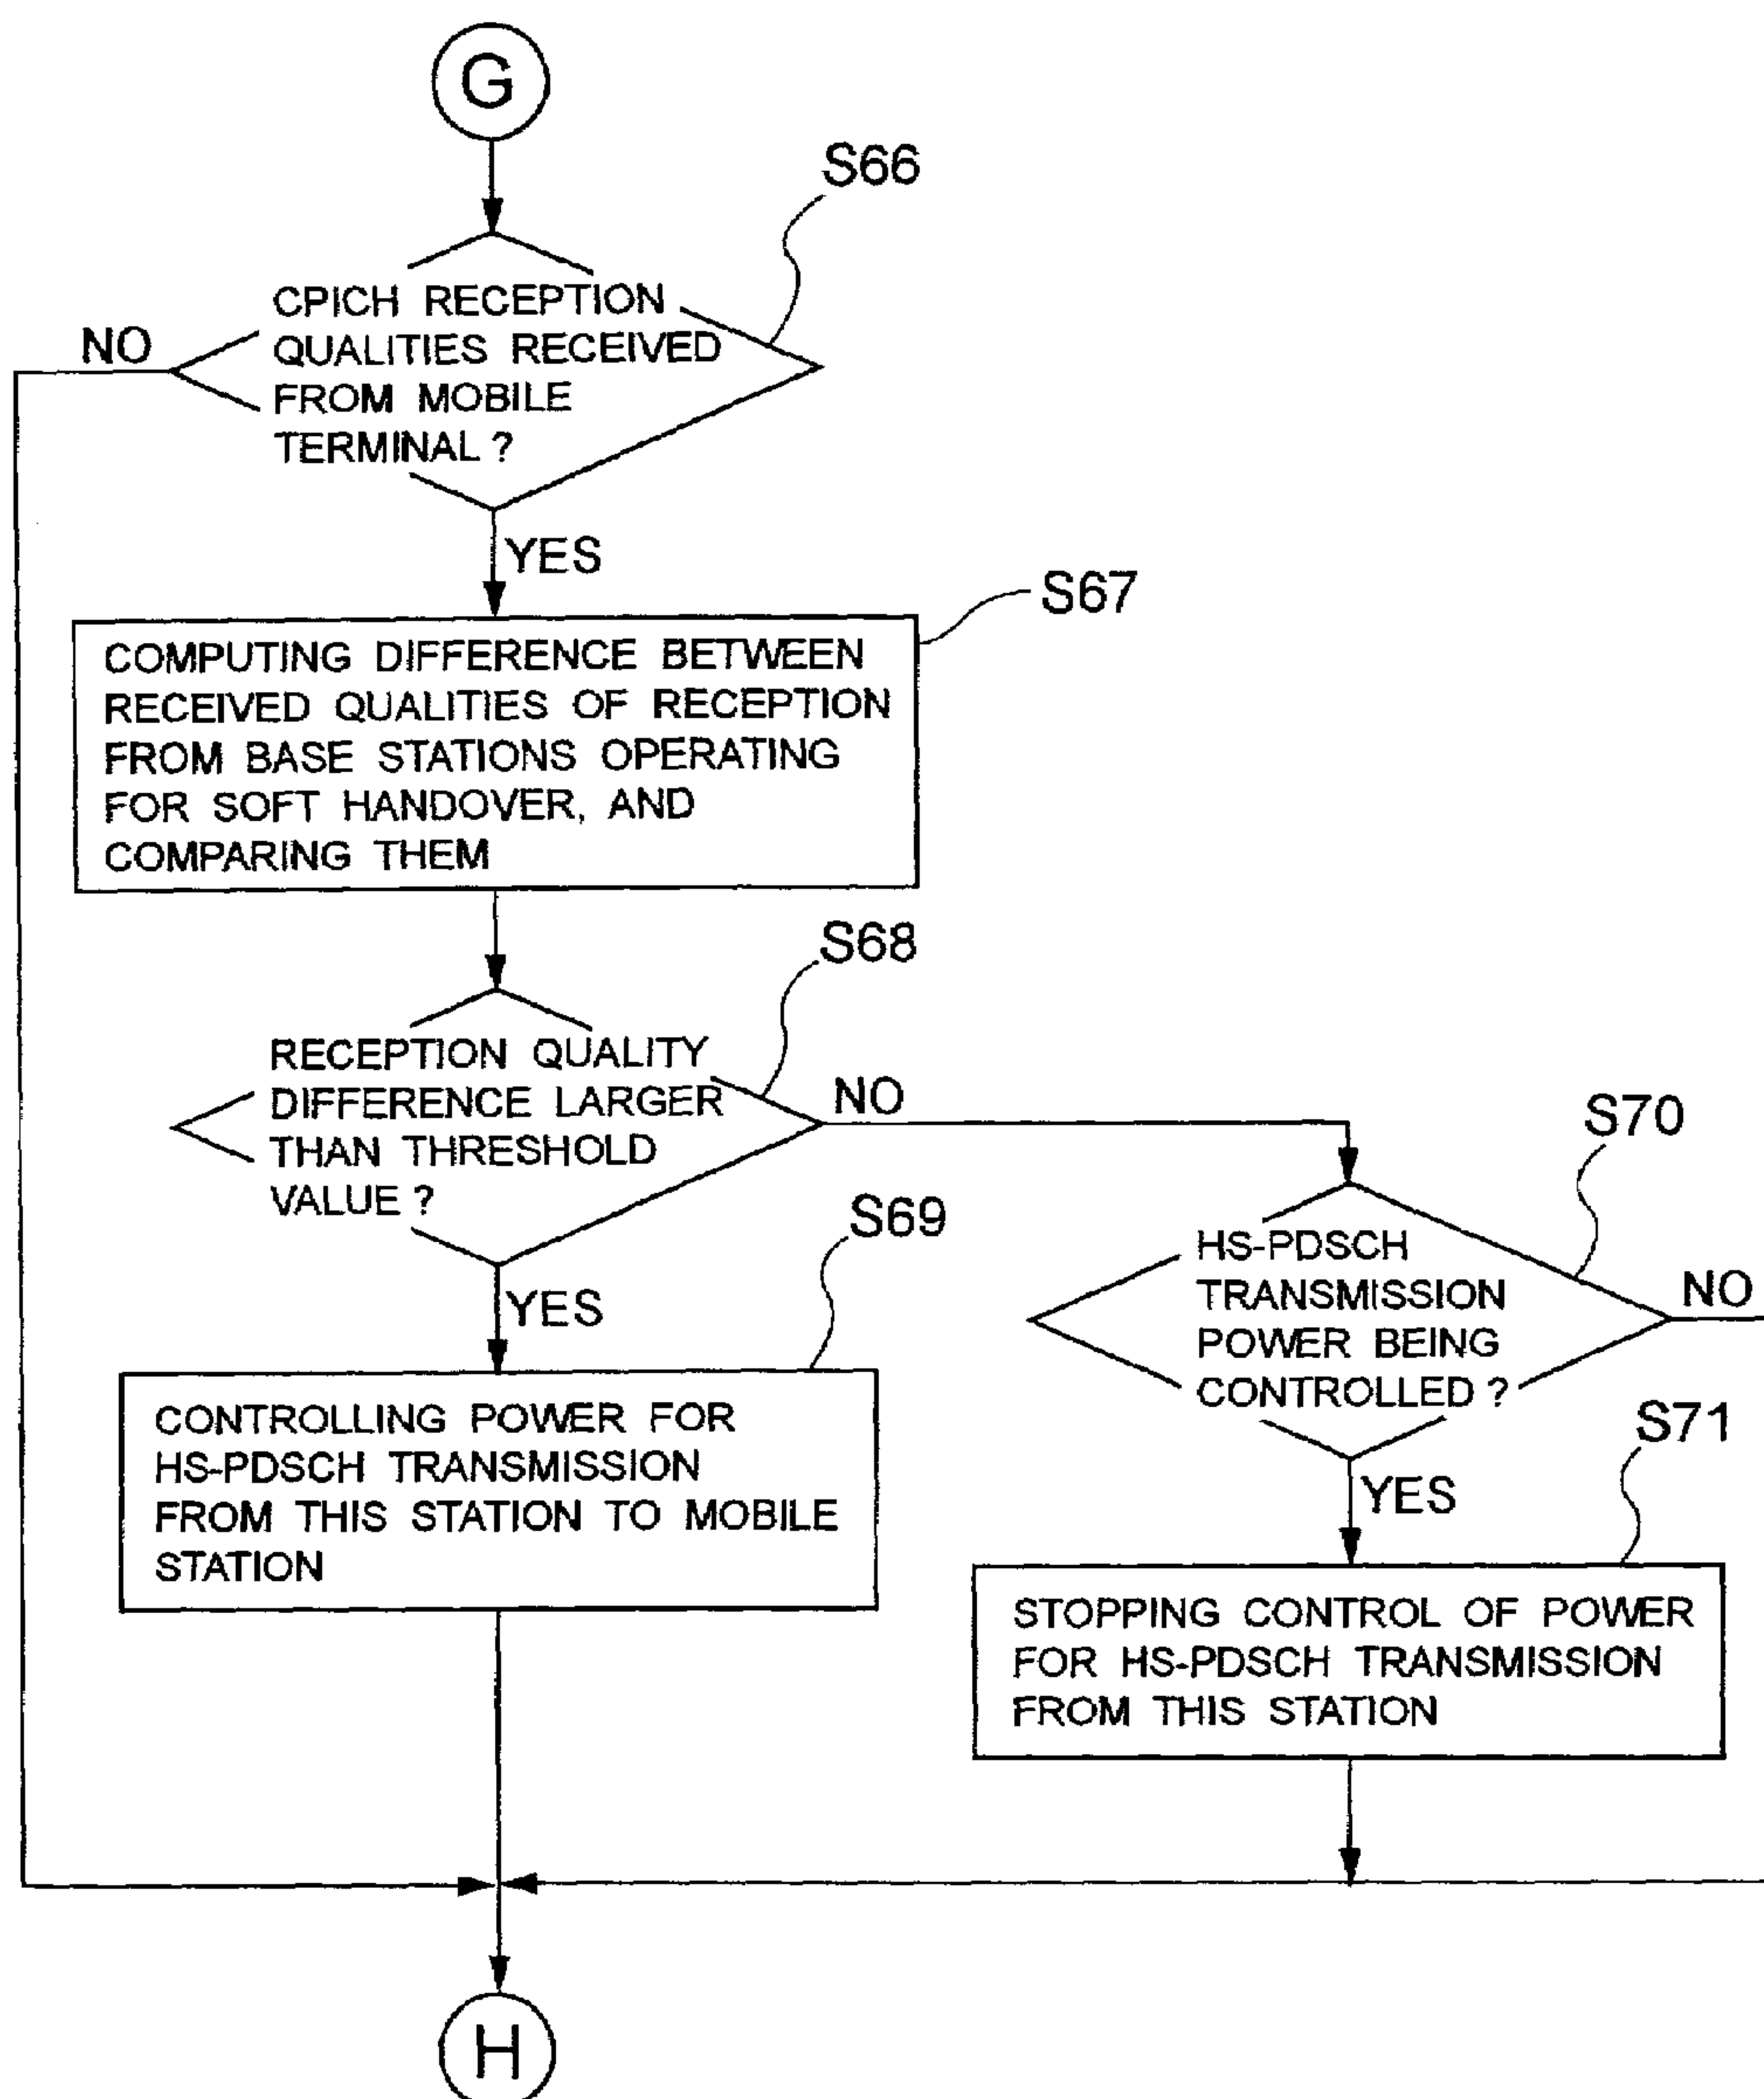 G
S66
CPICH RECEPTION
QUALITIES RECEIVED
FROM MOBILE
TERMINAL ?
NO
YES
S67
COMPUTING DIFFERENCE BETWEEN
RECEIVED QUALITIES OF RECEPTION
FROM BASE STATIONS OPERATING
FOR SOFT HANDOVER, AND
COMPARING THEM
S68
RECEPTION QUALITY
DIFFERENCE LARGER
THAN THRESHOLD
VALUE ?
NO
YES
S69
CONTROLLING POWER FOR
HS-PDSCH TRANSMISSION
FROM THIS STATION TO MOBILE
STATION
S70
HS-PDSCH
TRANSMISSION
POWER BEING
CONTROLLED ?
NO
YES
S71
STOPPING CONTROL OF POWER
FOR HS-PDSCH TRANSMISSION
FROM THIS STATION
H